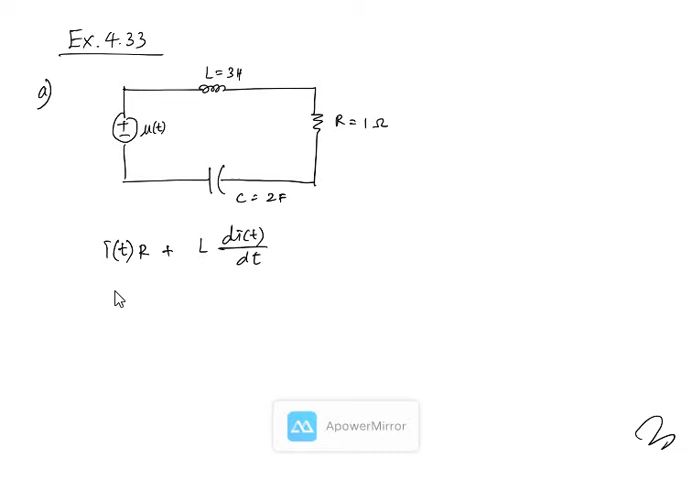 Ex. 4.33
a)
L = 3H
μ(t)
R = 1 Ω
C = 2F
i(t) R + L di(t)/dt
ApowerMirror